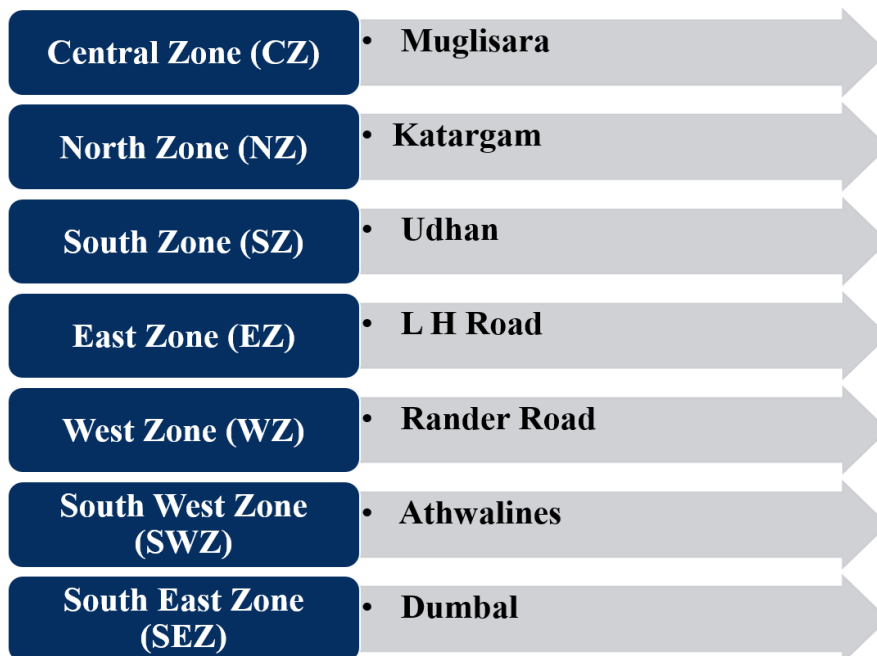 Central Zone (CZ)
• Muglisara
North Zone (NZ)
• Katargam
South Zone (SZ)
• Udhan
East Zone (EZ)
• L H Road
West Zone (WZ)
• Rander Road
South West Zone
(SWZ)
• Athwalines
South East Zone
(SEZ)
• Dumbal